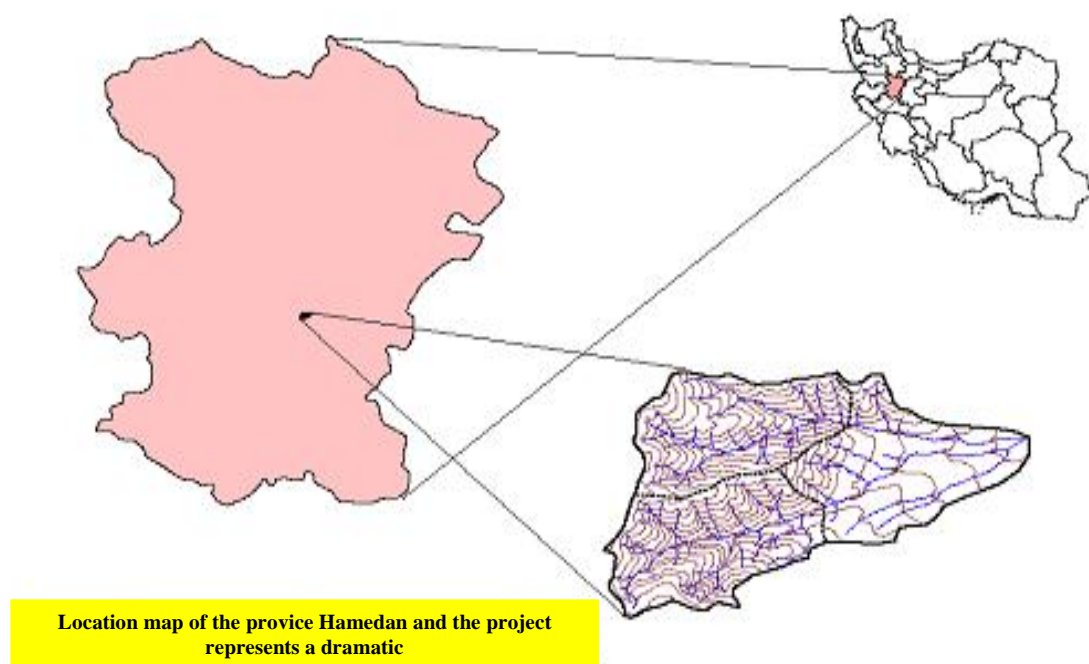 Location map of the provice Hamedan and the project
represents a dramatic